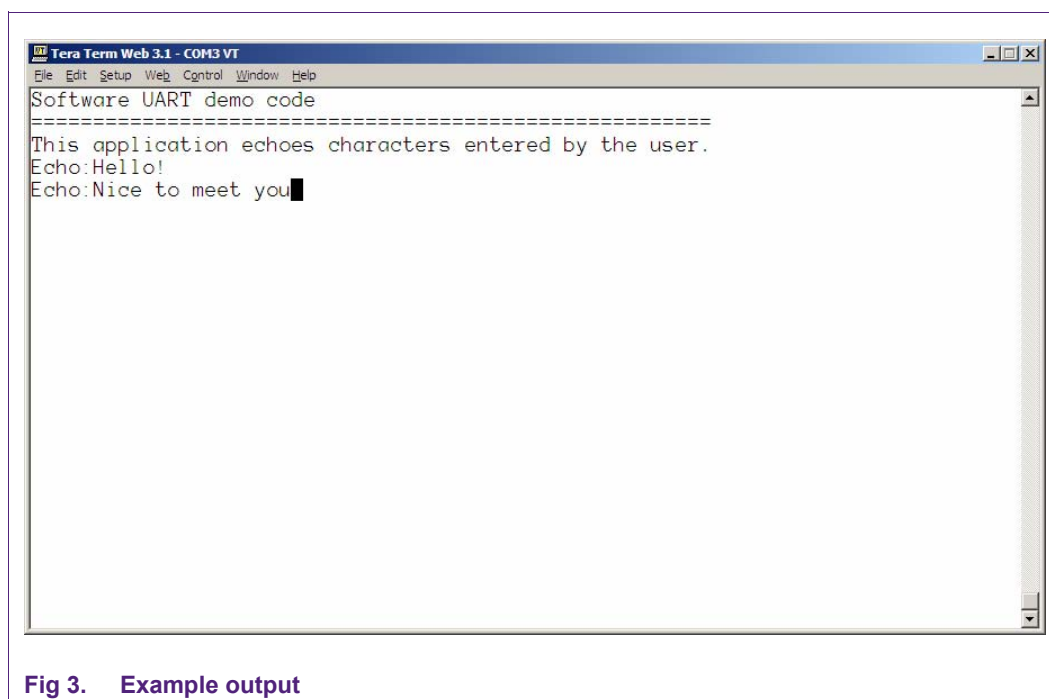 Tera Term Web 3.1 - COM3 VT
File Edit Setup Web Control Window Help
Software UART demo code
=======================================================
This application echoes characters entered by the user.
Echo:Hello!
Echo:Nice to meet you
Fig 3. Example output